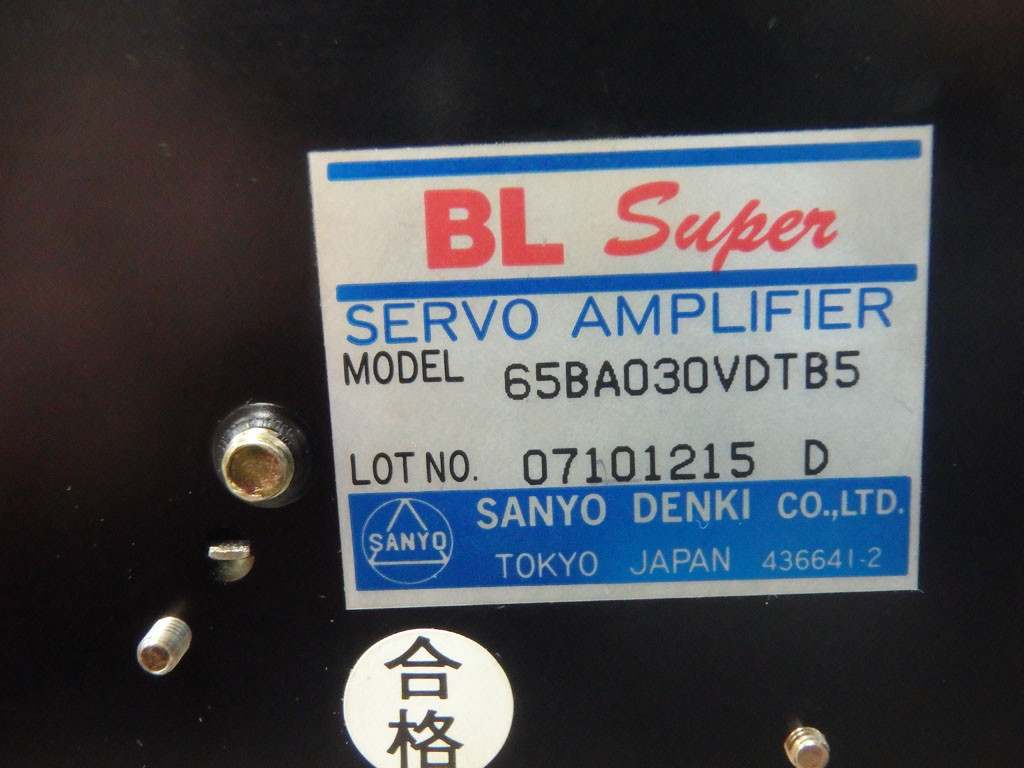 BL Super
SERVO AMPLIFIER
MODEL 65BA030VDTB5
LOT NO. 07101215 D
SANYO
SANYO DENKI CO.,LTD.
TOKYO JAPAN 436641-2
合
格